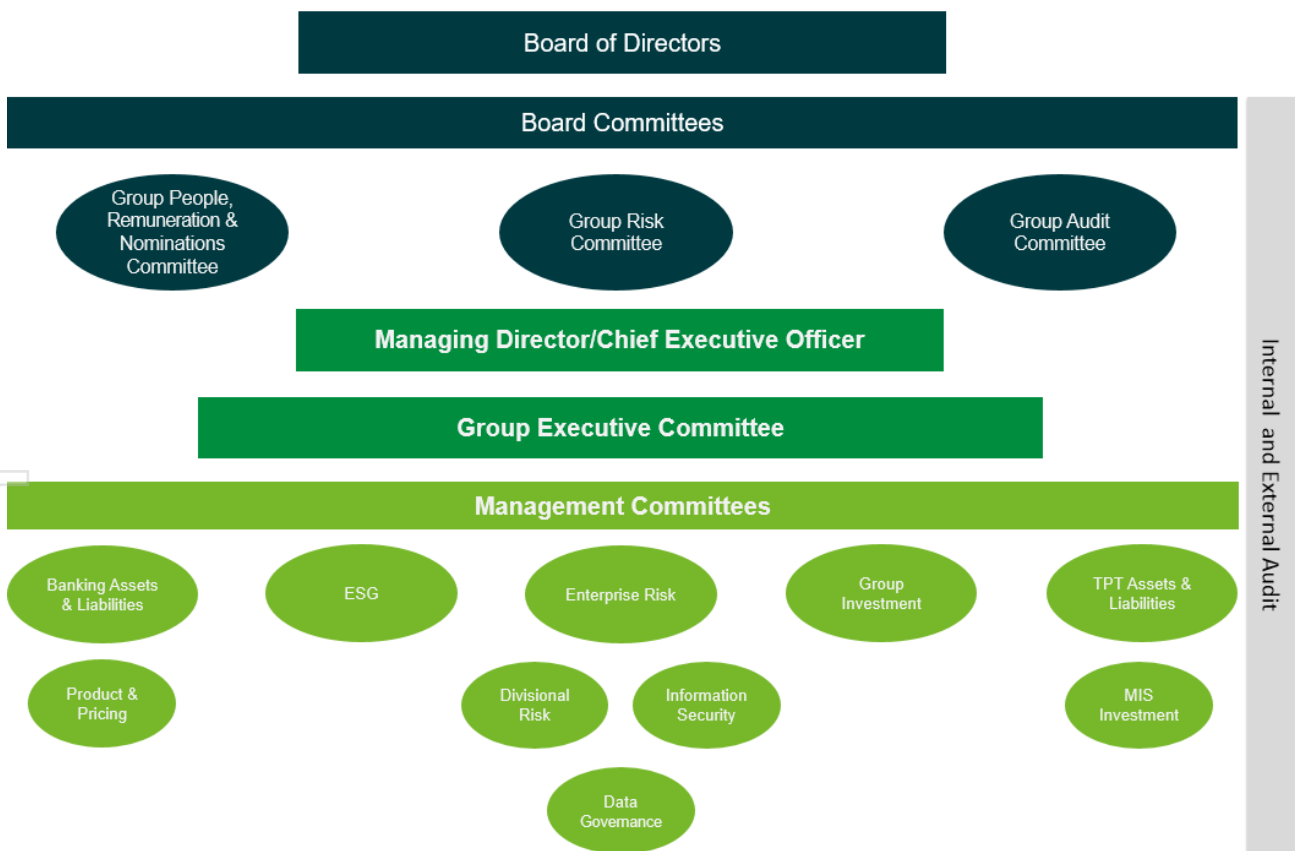 Board of Directors
Board Committees
Group People,
Remuneration &
Nominations
Committee
Group Risk
Committee
Group Audit
Committee
Managing Director/Chief Executive Officer
Group Executive Committee
Management Committees
Banking Assets
& Liabilities
ESG
Enterprise Risk
Group
Investment
TPT Assets &
Liabilities
Product &
Pricing
Divisional
Risk
Information
Security
MIS
Investment
Data
Governance
Internal and External Audit